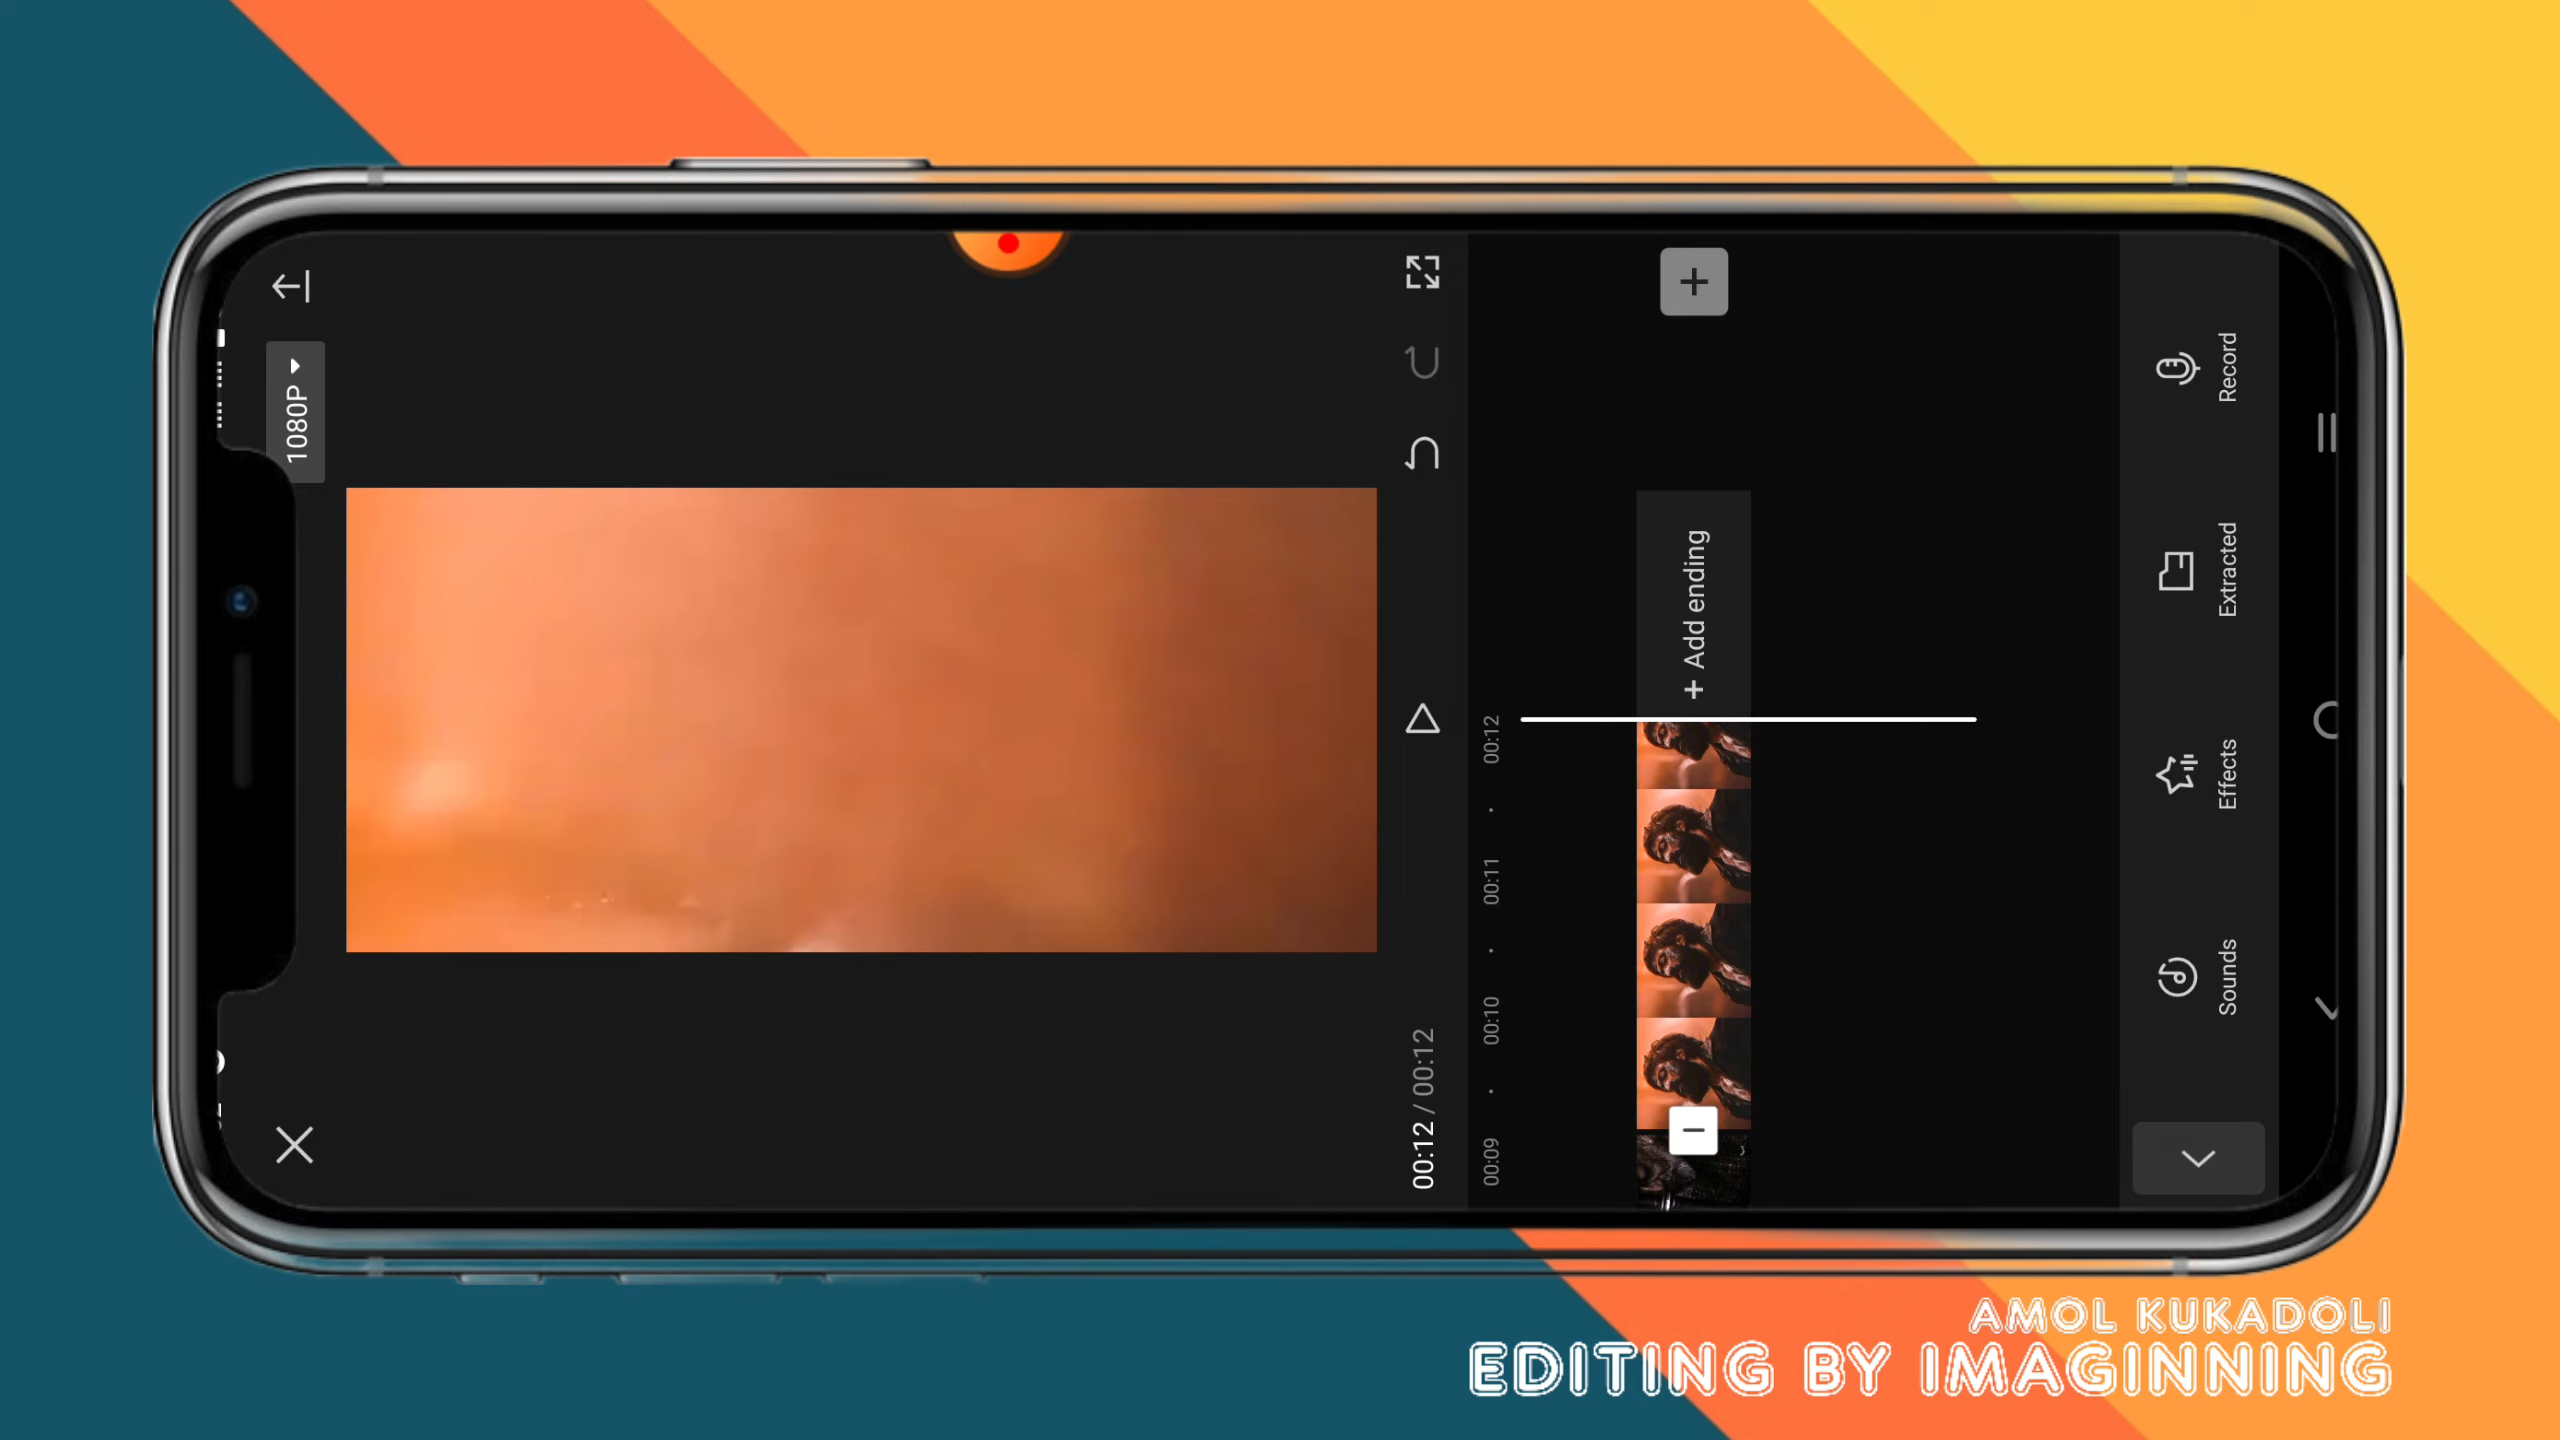 1080P
+ Add ending
00:12 / 00:12
00:09
00:10
00:11
00:12
Sounds
Effects
Extracted
Record
AMOL KUKADOLI
EDITING BY IMAGINNING